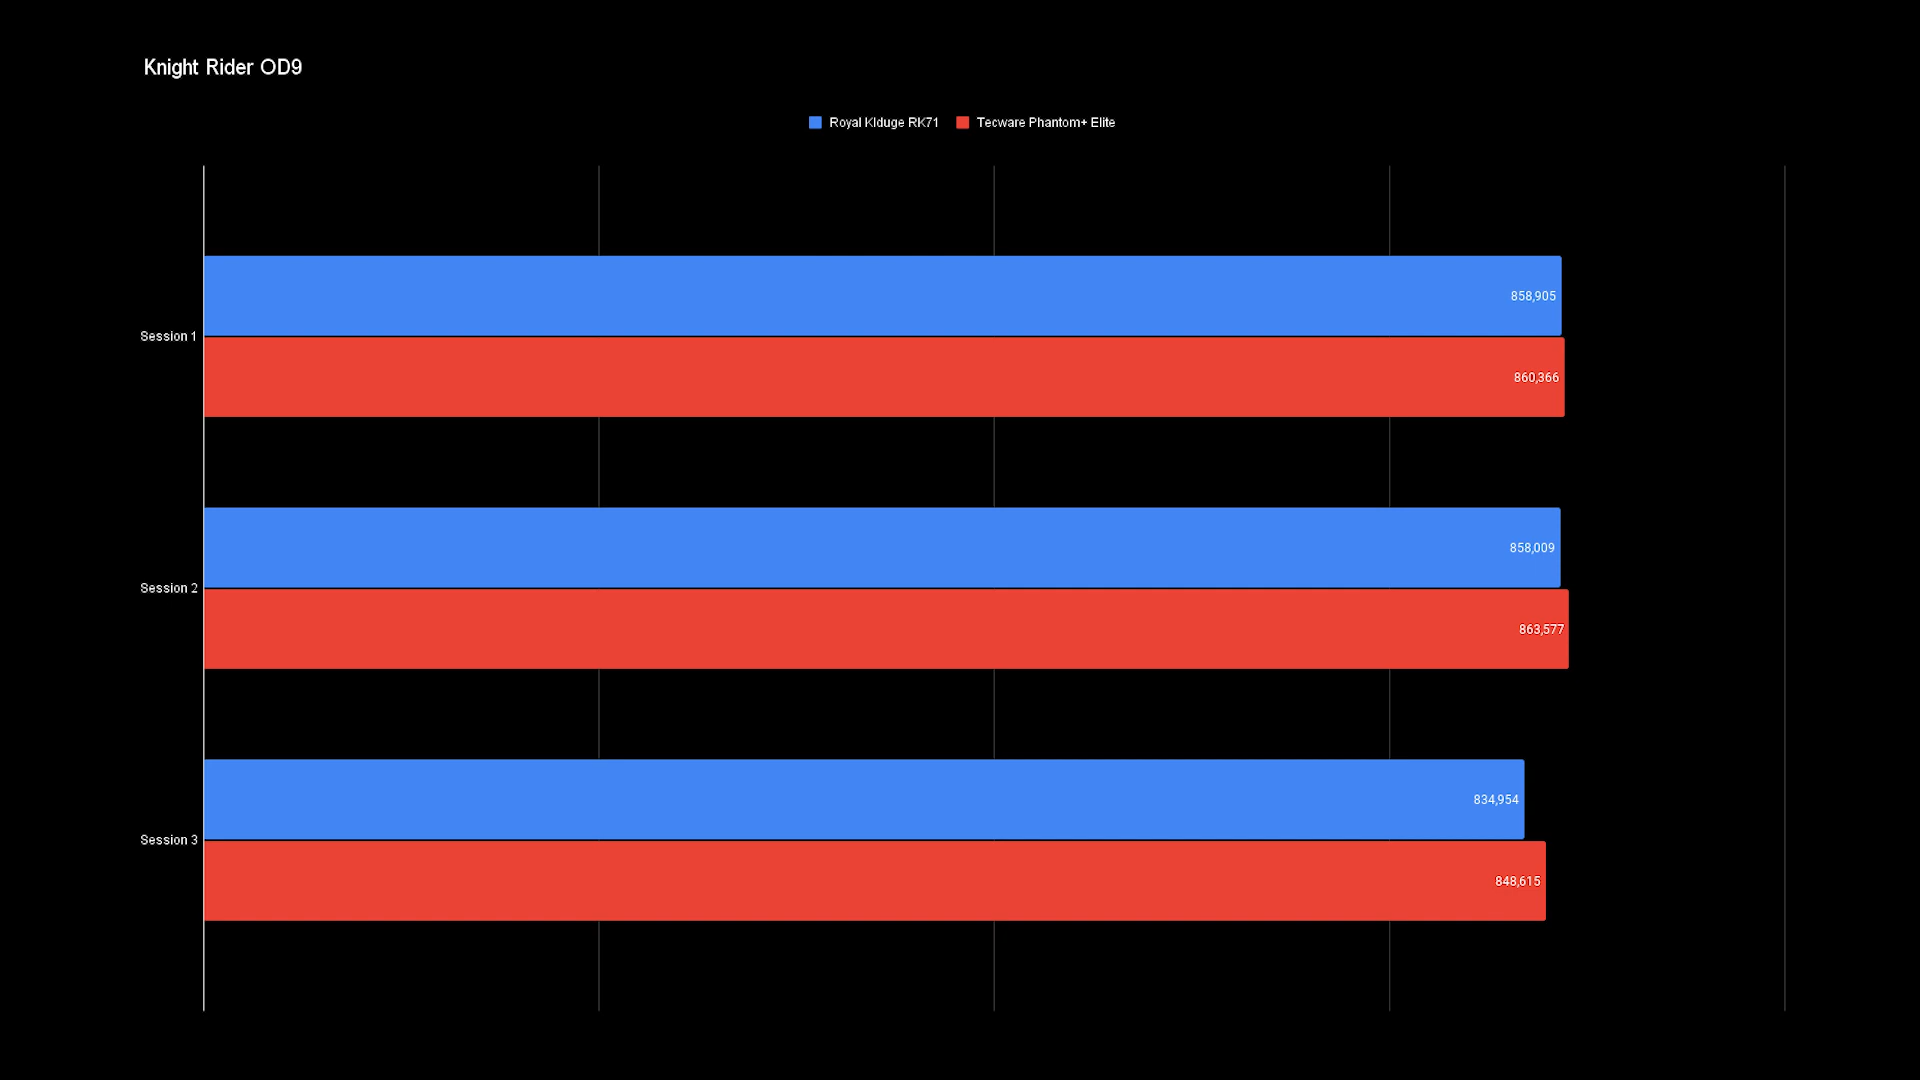 Knight Rider OD9
Royal Klduge RK71 Tecware Phantom+ Elite
858,905
Session 1
860,366
858,009
Session 2
863,577
834,954
Session 3
848,615